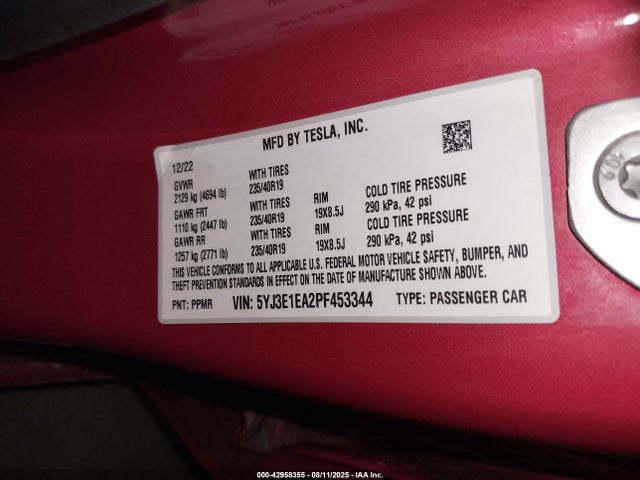 MFD BY TESLA, INC.
12/22
GVWR WITH TIRES
2129 kg (4694 lb) 235/40R19
GAWR FRT WITH TIRES RIM COLD TIRE PRESSURE
1110 kg (2447 lb) 235/40R19 19X8.5J 290 kPa, 42 psi
GAWR RR WITH TIRES RIM COLD TIRE PRESSURE
1257 kg (2771 lb) 235/40R19 19X8.5J 290 kPa, 42 psi
THIS VEHICLE CONFORMS TO ALL APPLICABLE U.S. FEDERAL MOTOR VEHICLE SAFETY, BUMPER, AND
THEFT PREVENTION STANDARDS IN EFFECT ON THE DATE OF MANUFACTURE SHOWN ABOVE.
PNT: PPMR VIN: 5YJ3E1EA2PF453344 TYPE: PASSENGER CAR
000-42958355 - 08/11/2025 - IAA Inc.